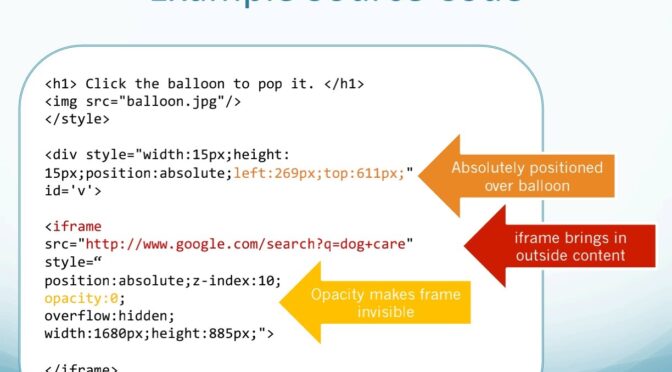 Example Source Code
<h1> Click the balloon to pop it. </h1>
<img src="balloon.jpg"/>
</style>
<div style="width:15px;height:
15px;position:absolute;left:269px;top:611px;"
id='v'>
Absolutely positioned
over balloon
<iframe
src="http://www.google.com/search?q=dog+care"
style=“
position:absolute;z-index:10;
opacity:0;
overflow:hidden;
width:1680px;height:885px;">
iframe brings in
outside content
Opacity makes frame
invisible
</iframe>